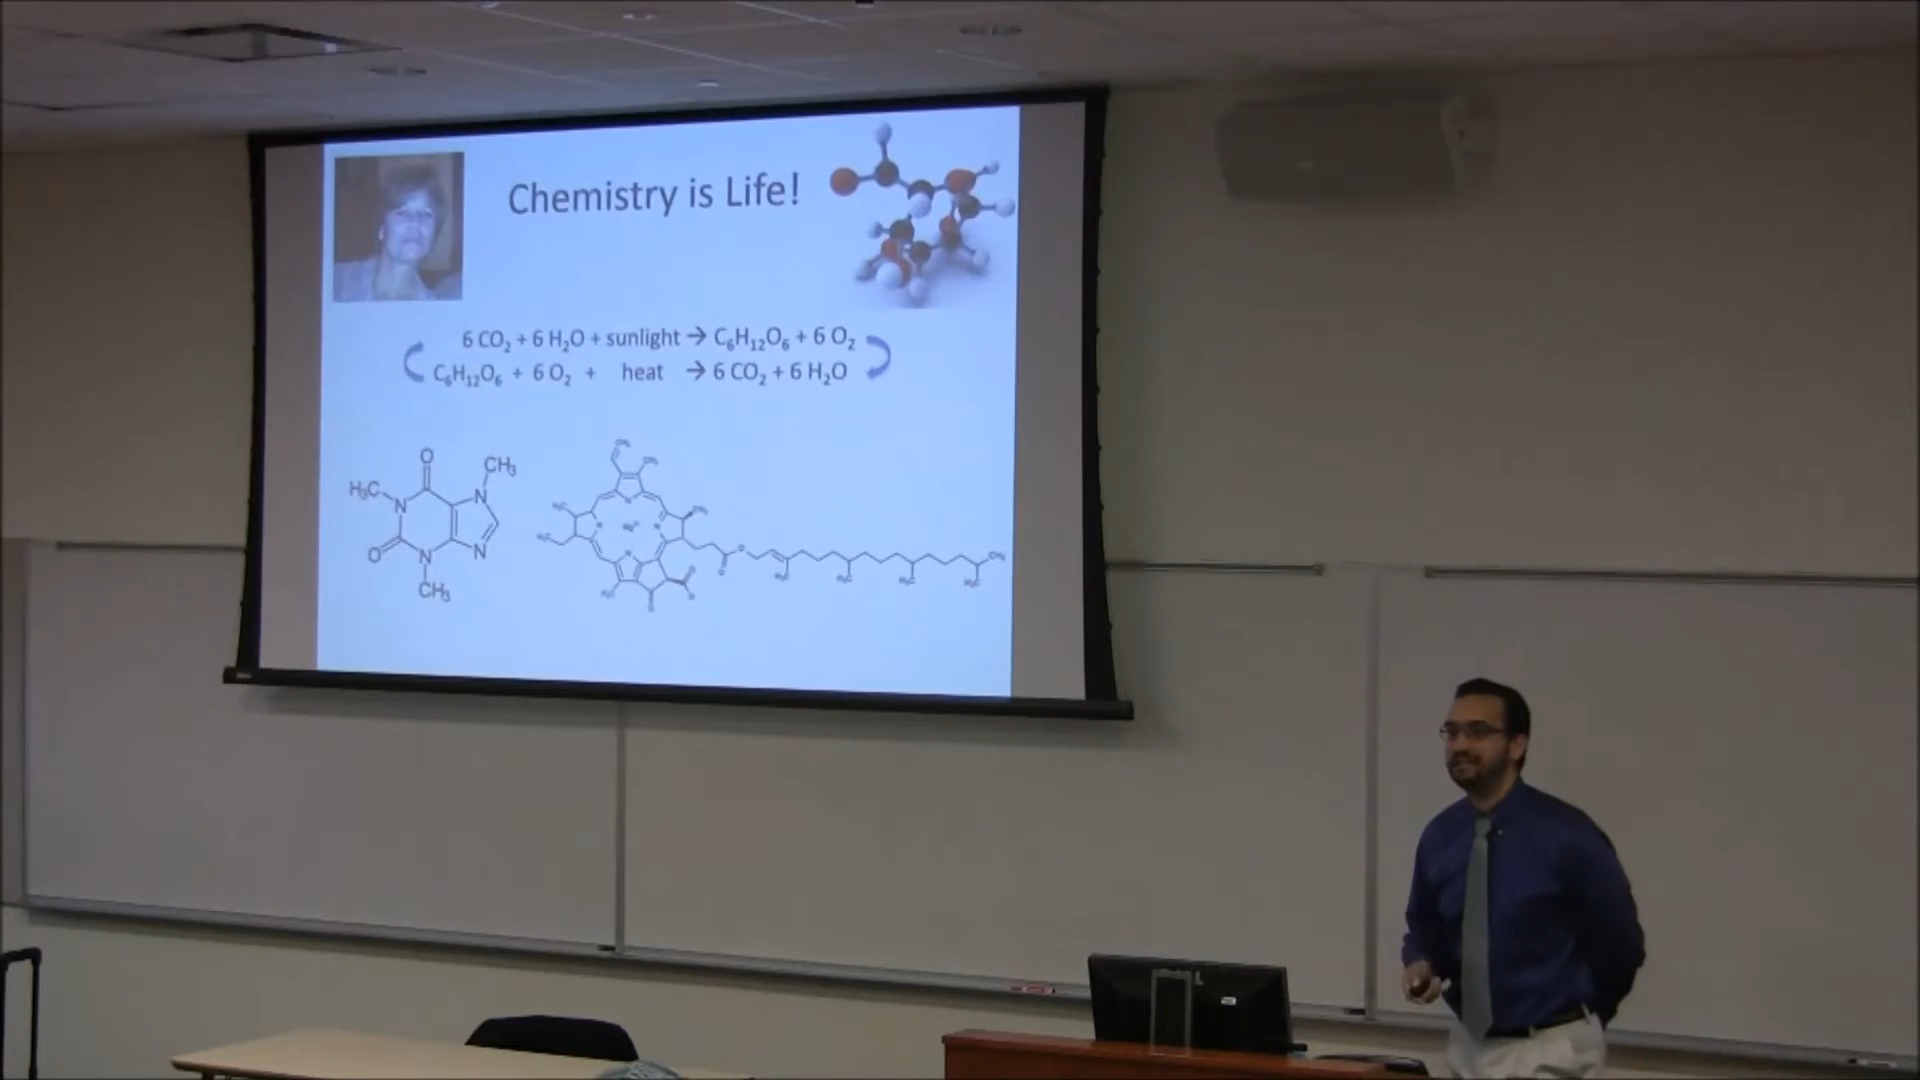 Chemistry is Life!
6 CO₂ + 6 H₂O + sunlight → C₆H₁₂O₆ + 6 O₂
C₆H₁₂O₆ + 6 O₂ + heat → 6 CO₂ + 6 H₂O
O
CH₃
H₃C
N
N
O
N
N
CH₃